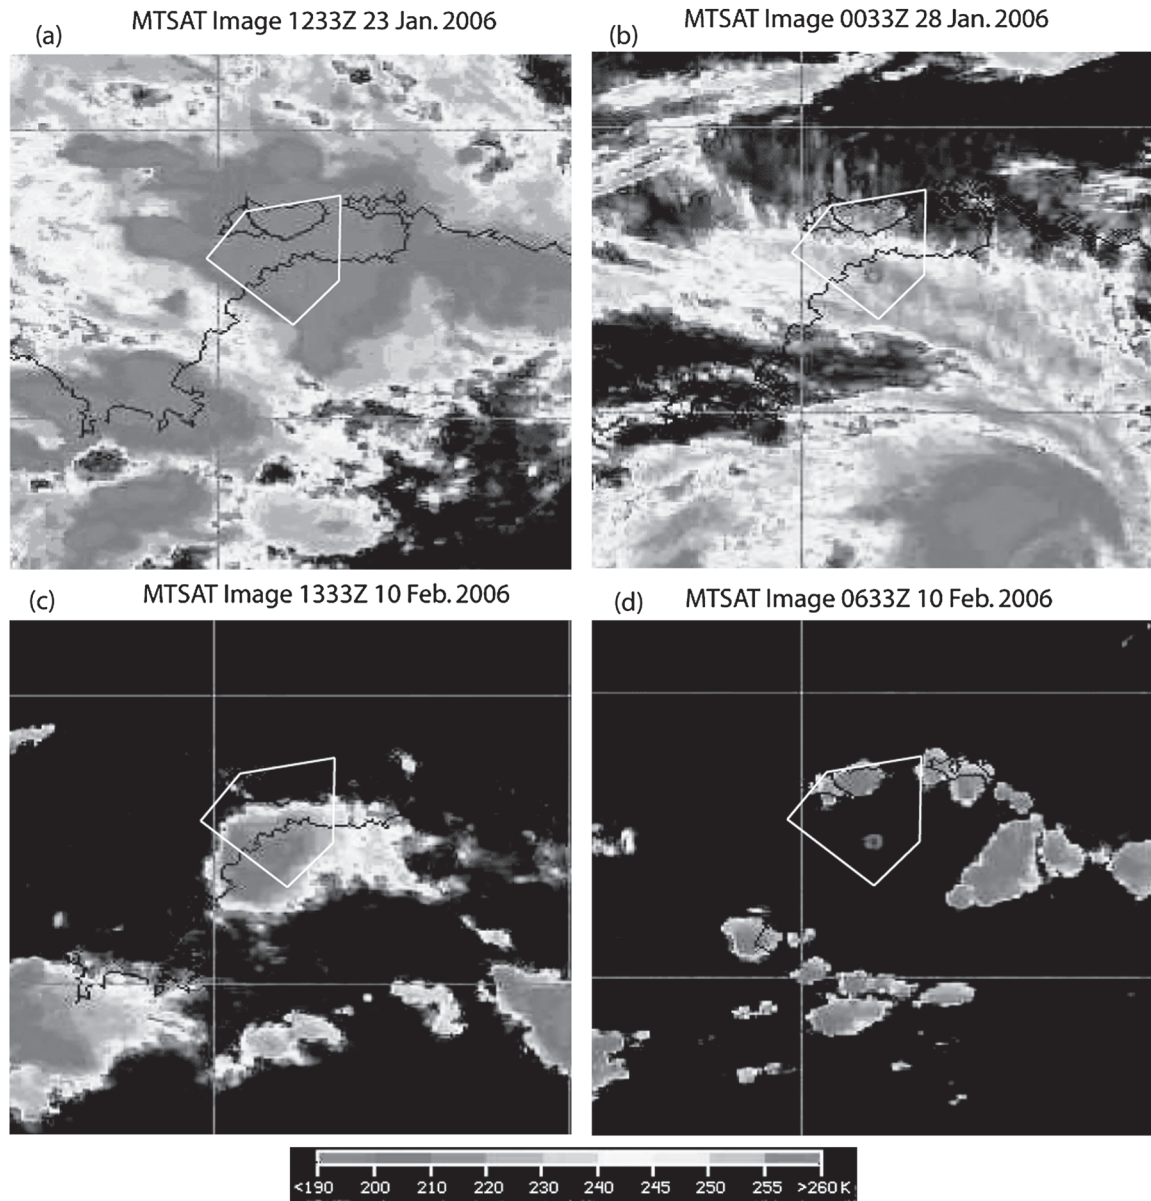 MTSAT Image 1233Z 23 Jan. 2006
MTSAT Image 0033Z 28 Jan. 2006
(a)
(b)
MTSAT Image 1333Z 10 Feb. 2006
MTSAT Image 0633Z 10 Feb. 2006
(c)
(d)
<190 200 210 220 230 240 245 250 255 >260K